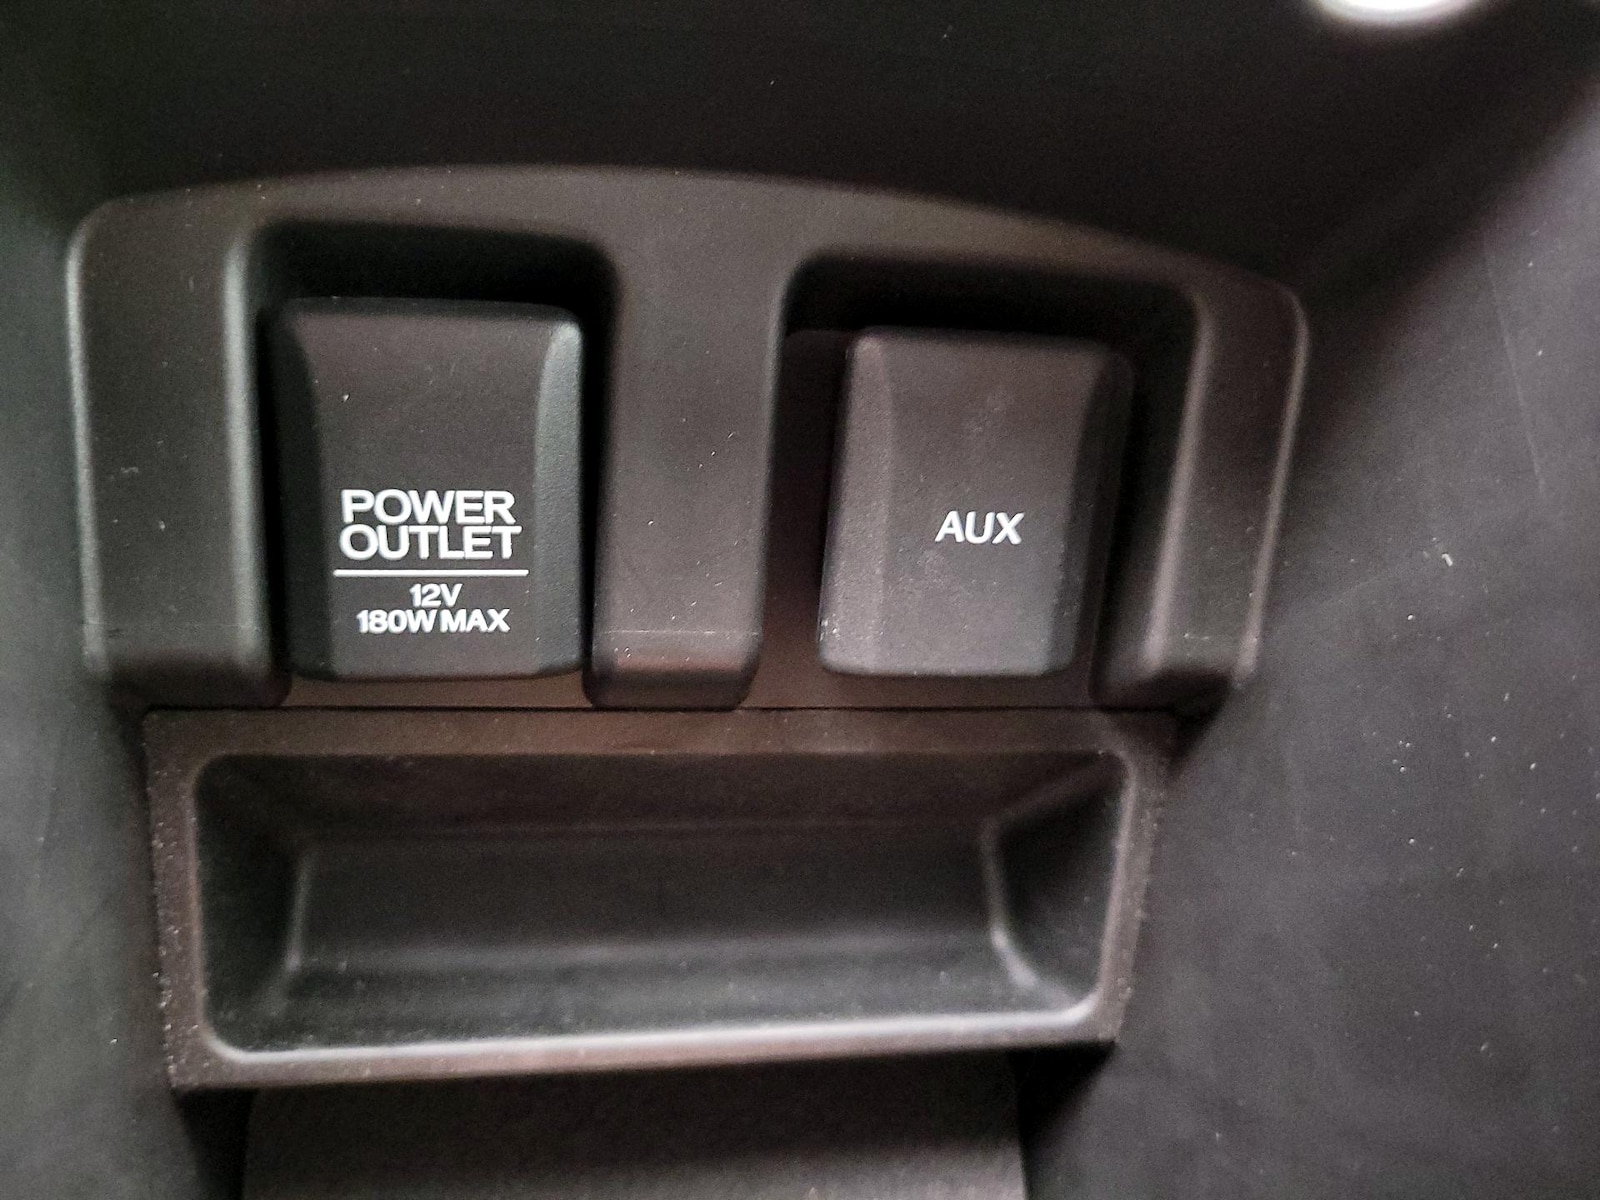 POWER
OUTLET
12V
180W MAX
AUX